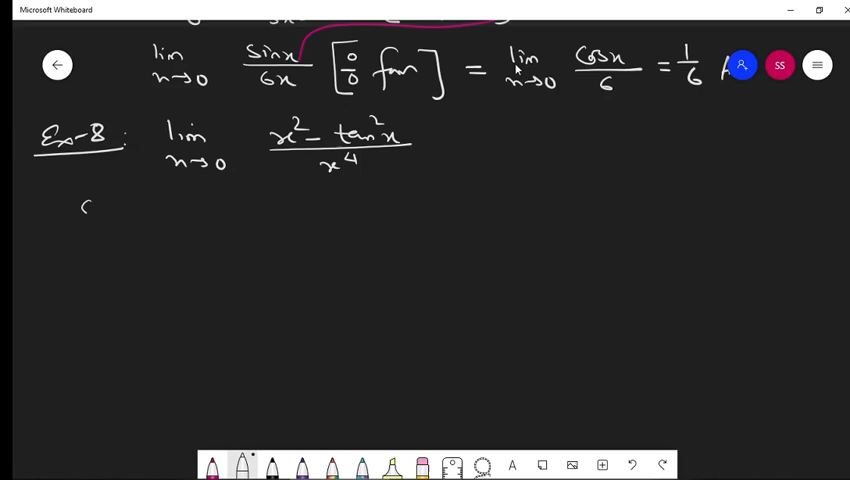 Microsoft Whiteboard
lim x→0 sinx/6x [0/0 form] = lim x→0 cosx/6 = 1/6
SS
Ex-8 : lim x→0 x² - tan²x / x⁴